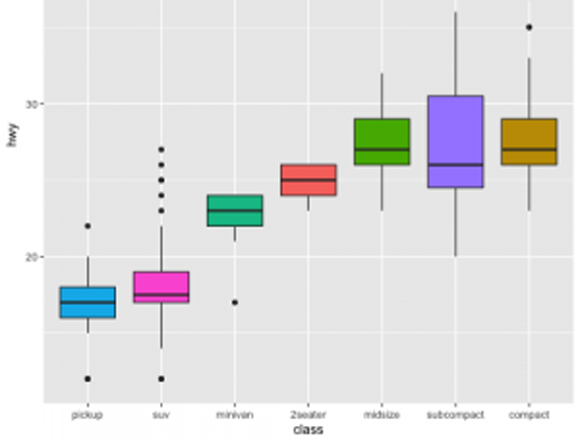 hwy
30
20
pickup suv minivan 2seater midsize subcompact compact
class